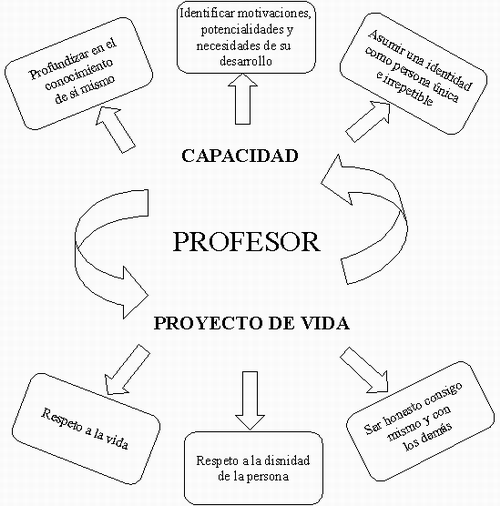 Profundizar en el
conocimiento
de si mismo
Identificar motivaciones,
potencialidades y
necesidades de su
desarrollo
Asumir una identidad
como persona única
e irrepetible
CAPACIDAD
PROFESOR
PROYECTO DE VIDA
Respeto a la vida
Respeto a la disnidad
de la persona
Ser honesto consigo
mismo y con
los demás